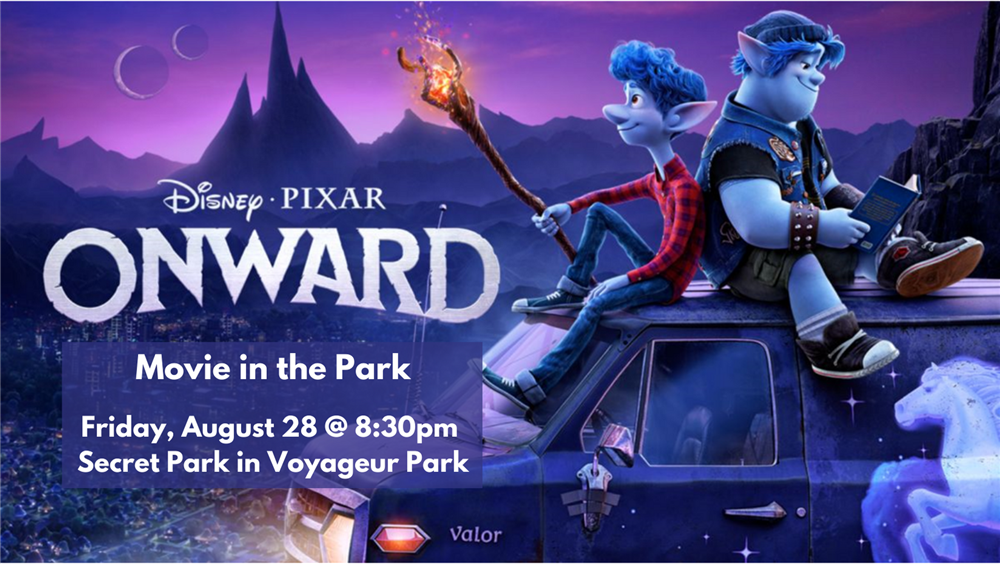 Disney · PIXAR
ONWARD
Movie in the Park
Friday, August 28 @ 8:30pm
Secret Park in Voyageur Park
Valor